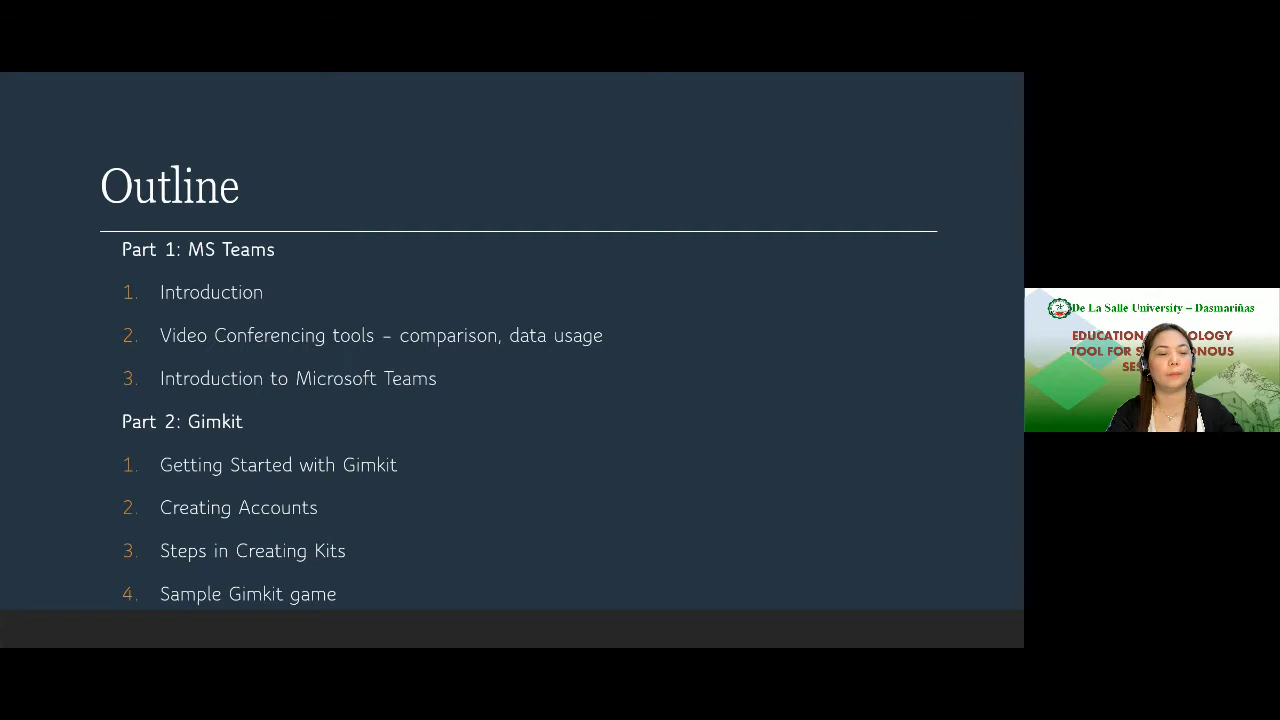 Outline
Part 1: MS Teams
1. Introduction
2. Video Conferencing tools – comparison, data usage
3. Introduction to Microsoft Teams
Part 2: Gimkit
1. Getting Started with Gimkit
2. Creating Accounts
3. Steps in Creating Kits
4. Sample Gimkit game
De La Salle University – Dasmariñas
EDUCATION
TOOL FOR